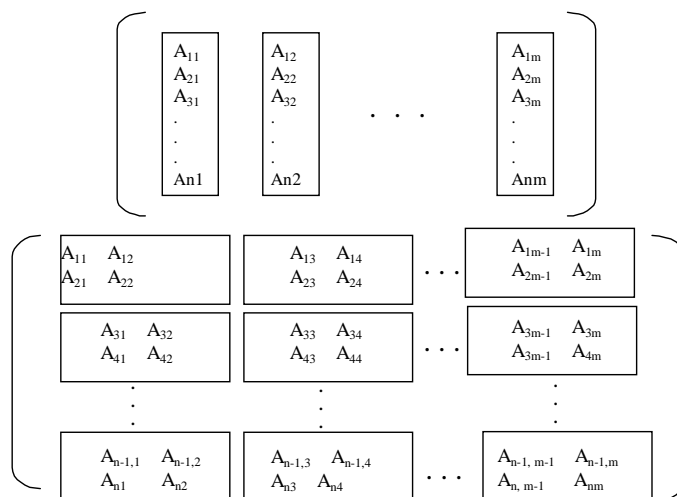 A11 A12 A1m
A21 A22 A2m
A31 A32 A3m
. . .
. . . . . .
. . .
An1 An2 Anm
A11 A12 A13 A14 A1m-1 A1m
A21 A22 A23 A24 . . . A2m-1 A2m
A31 A32 A33 A34 A3m-1 A3m
A41 A42 A43 A44 . . . A3m-1 A4m
. . .
. . .
. . .
An-1,1 An-1,2 An-1,3 An-1,4 An-1, m-1 An-1,m
An1 An2 An3 An4 . . . An, m-1 Anm